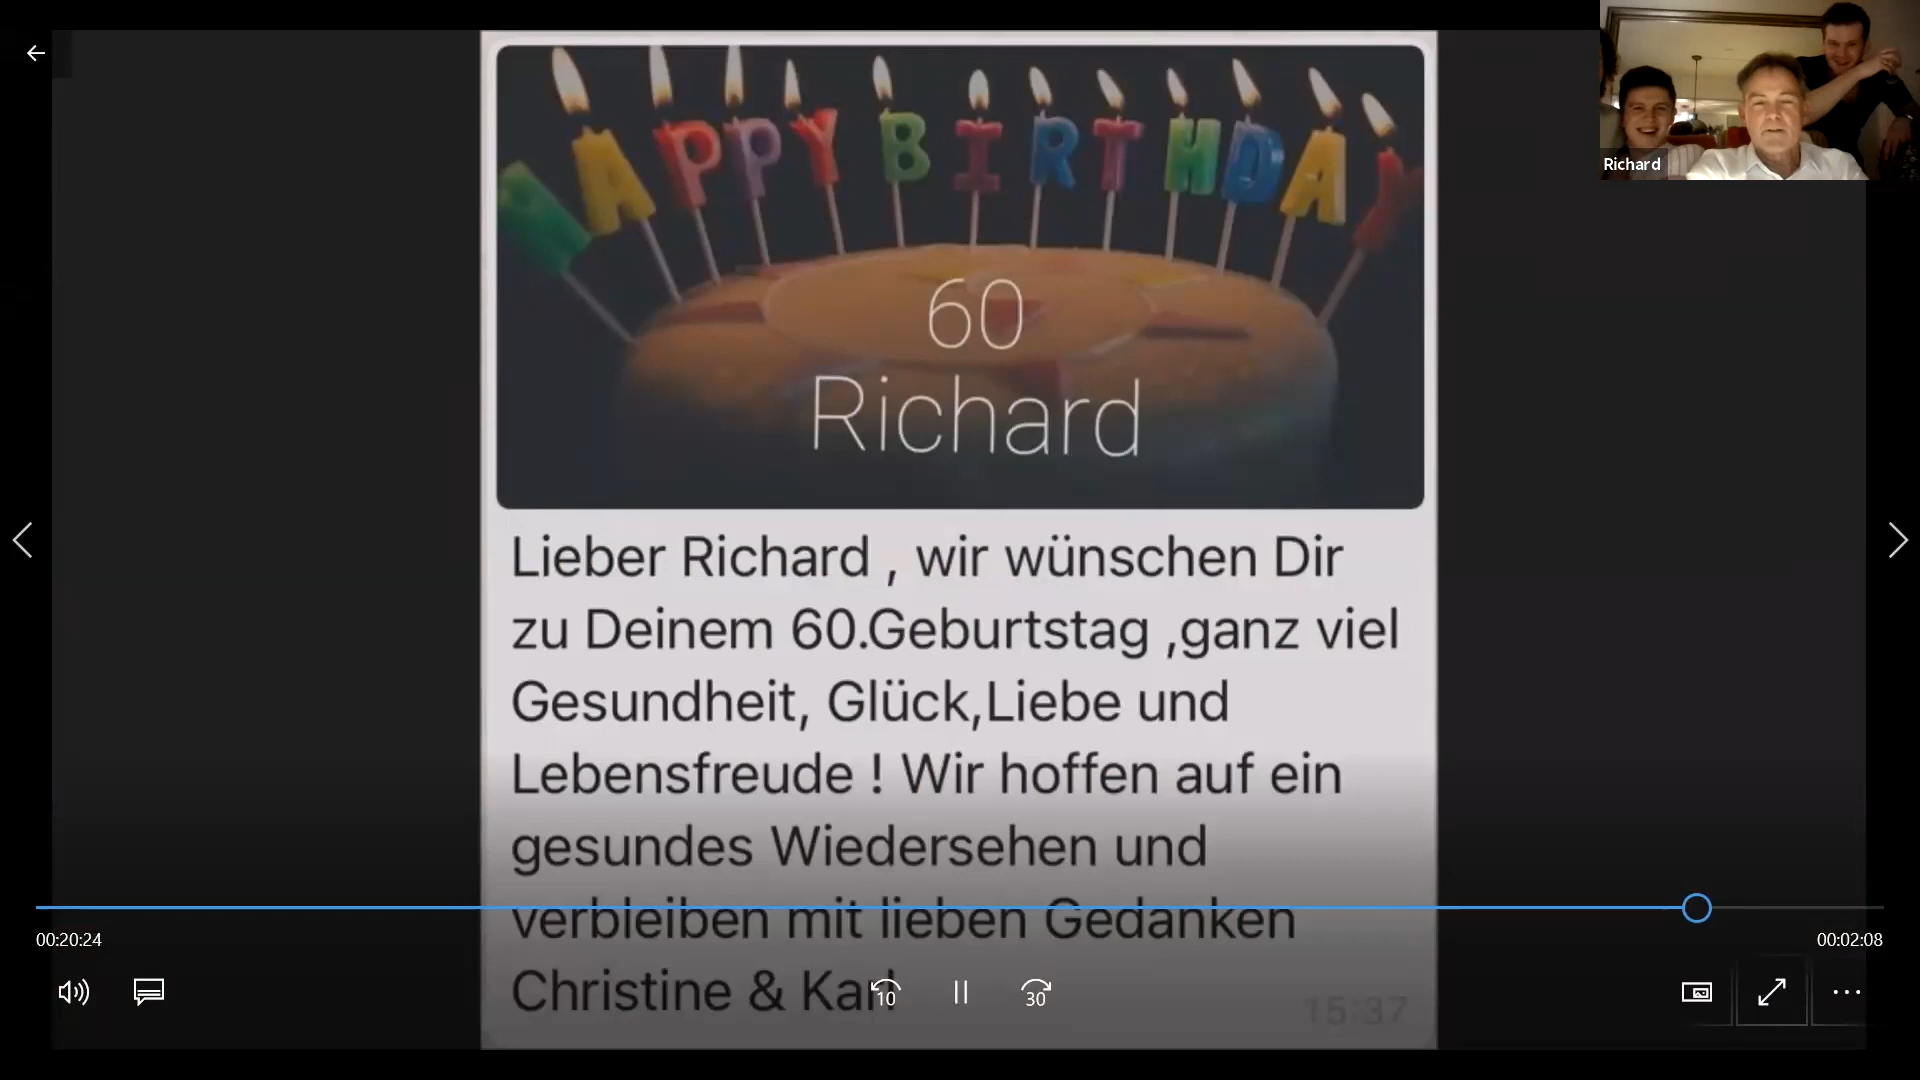 HAPPY BIRTHDAY
60
Richard
Richard
Lieber Richard , wir wünschen Dir
zu Deinem 60.Geburtstag ,ganz viel
Gesundheit, Glück,Liebe und
Lebensfreude ! Wir hoffen auf ein
gesundes Wiedersehen und
verbleiben mit lieben Gedanken
Christine & Karl
15:37
00:20:24
00:02:08
10
30